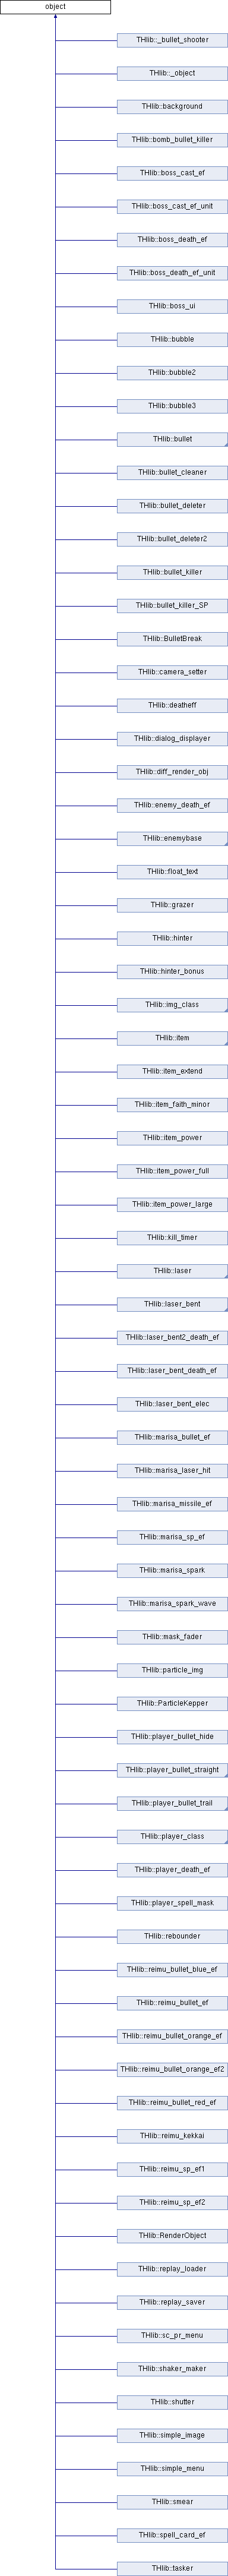 object
THlib::_bullet_shooter
THlib::_object
THlib::background
THlib::bomb_bullet_killer
THlib::boss_cast_ef
THlib::boss_cast_ef_unit
THlib::boss_death_ef
THlib::boss_death_ef_unit
THlib::boss_ui
THlib::bubble
THlib::bubble2
THlib::bubble3
THlib::bullet
THlib::bullet_cleaner
THlib::bullet_deleter
THlib::bullet_deleter2
THlib::bullet_killer
THlib::bullet_killer_SP
THlib::BulletBreak
THlib::camera_setter
THlib::deatheff
THlib::dialog_displayer
THlib::diff_render_obj
THlib::enemy_death_ef
THlib::enemybase
THlib::float_text
THlib::grazer
THlib::hinter
THlib::hinter_bonus
THlib::img_class
THlib::item
THlib::item_extend
THlib::item_faith_minor
THlib::item_power
THlib::item_power_full
THlib::item_power_large
THlib::kill_timer
THlib::laser
THlib::laser_bent
THlib::laser_bent2_death_ef
THlib::laser_bent_death_ef
THlib::laser_bent_elec
THlib::marisa_bullet_ef
THlib::marisa_laser_hit
THlib::marisa_missile_ef
THlib::marisa_sp_ef
THlib::marisa_spark
THlib::marisa_spark_wave
THlib::mask_fader
THlib::particle_img
THlib::ParticleKepper
THlib::player_bullet_hide
THlib::player_bullet_straight
THlib::player_bullet_trail
THlib::player_class
THlib::player_death_ef
THlib::player_spell_mask
THlib::rebounder
THlib::reimu_bullet_blue_ef
THlib::reimu_bullet_ef
THlib::reimu_bullet_orange_ef
THlib::reimu_bullet_orange_ef2
THlib::reimu_bullet_red_ef
THlib::reimu_kekkai
THlib::reimu_sp_ef1
THlib::reimu_sp_ef2
THlib::RenderObject
THlib::replay_loader
THlib::replay_saver
THlib::sc_pr_menu
THlib::shaker_maker
THlib::shutter
THlib::simple_image
THlib::simple_menu
THlib::smear
THlib::spell_card_ef
THlib::tasker